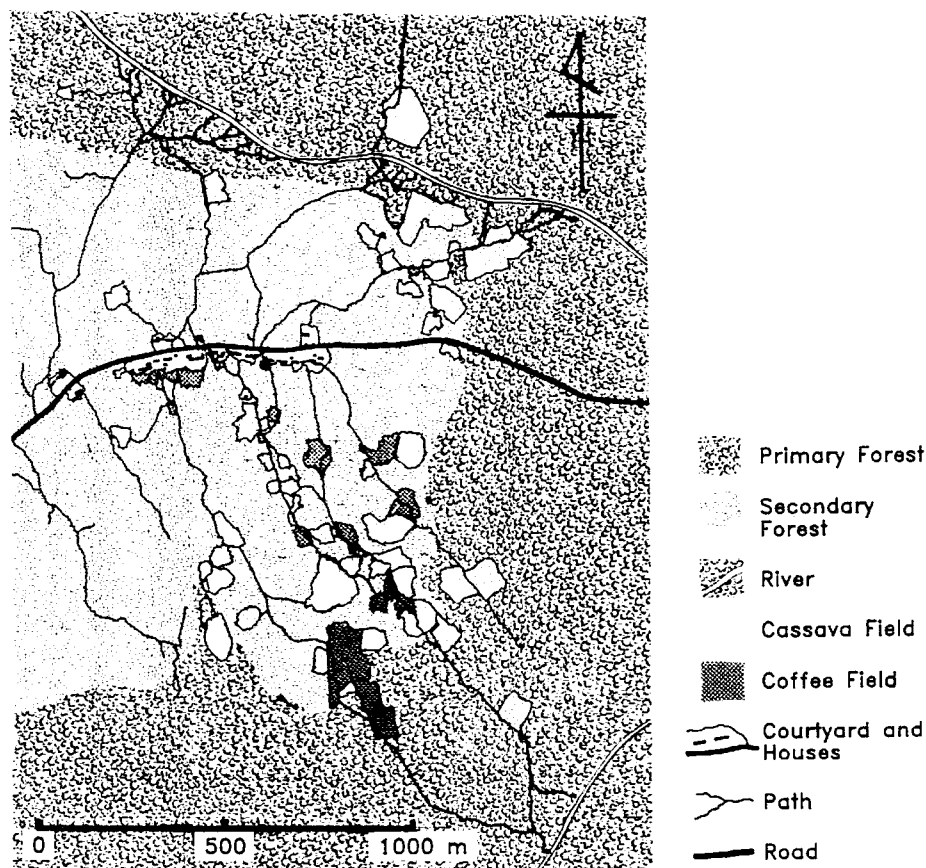 Primary Forest
Secondary
Forest
River
Cassava Field
Coffee Field
Courtyard and
Houses
Path
Road
0 500 1000 m